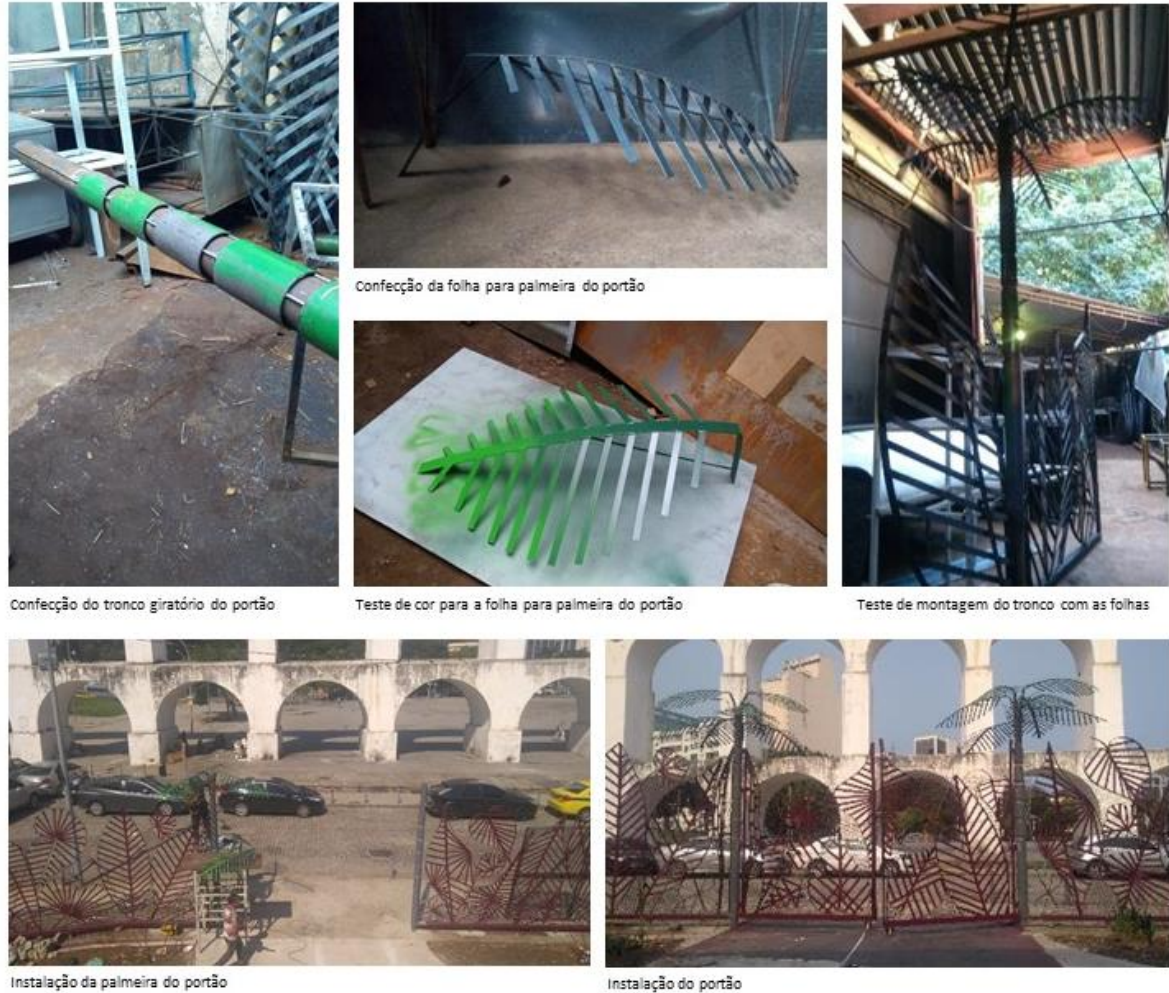 Confecção da folha para palmeira do portão
Confecção do tronco giratório do portão
Teste de cor para a folha para palmeira do portão
Teste de montagem do tronco com as folhas
Instalação da palmeira do portão
Instalação do portão